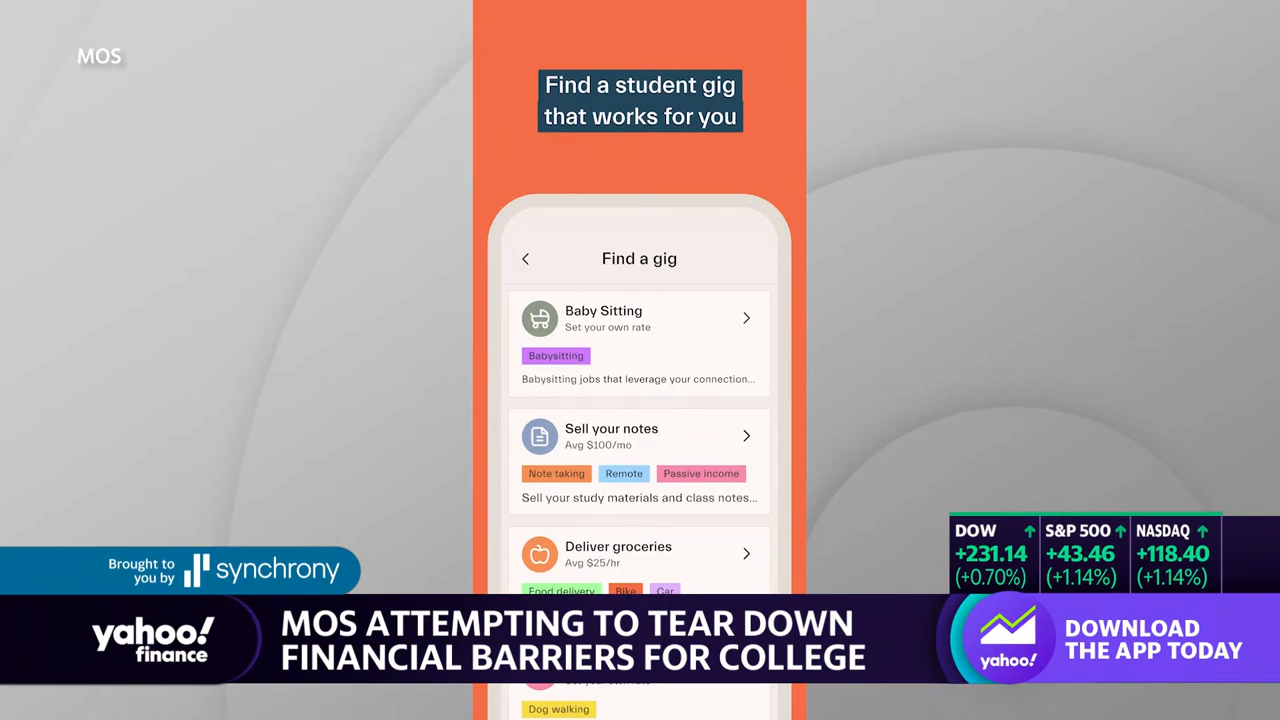 MOS
Find a student gig
that works for you
Find a gig
Baby Sitting
Set your own rate
Babysitting
Babysitting jobs that leverage your connection...
Sell your notes
Avg $100/mo
Note taking Remote Passive income
Sell your study materials and class notes...
Deliver groceries
Avg $25/hr
Food delivery Bike Car
Dog walking
DOW S&P 500 NASDAQ
+231.14 +43.46 +118.40
(+0.70%) (+1.14%) (+1.14%)
Brought to
you by synchrony
yahoo!
finance
MOS ATTEMPTING TO TEAR DOWN
FINANCIAL BARRIERS FOR COLLEGE
yahoo!
DOWNLOAD
THE APP TODAY